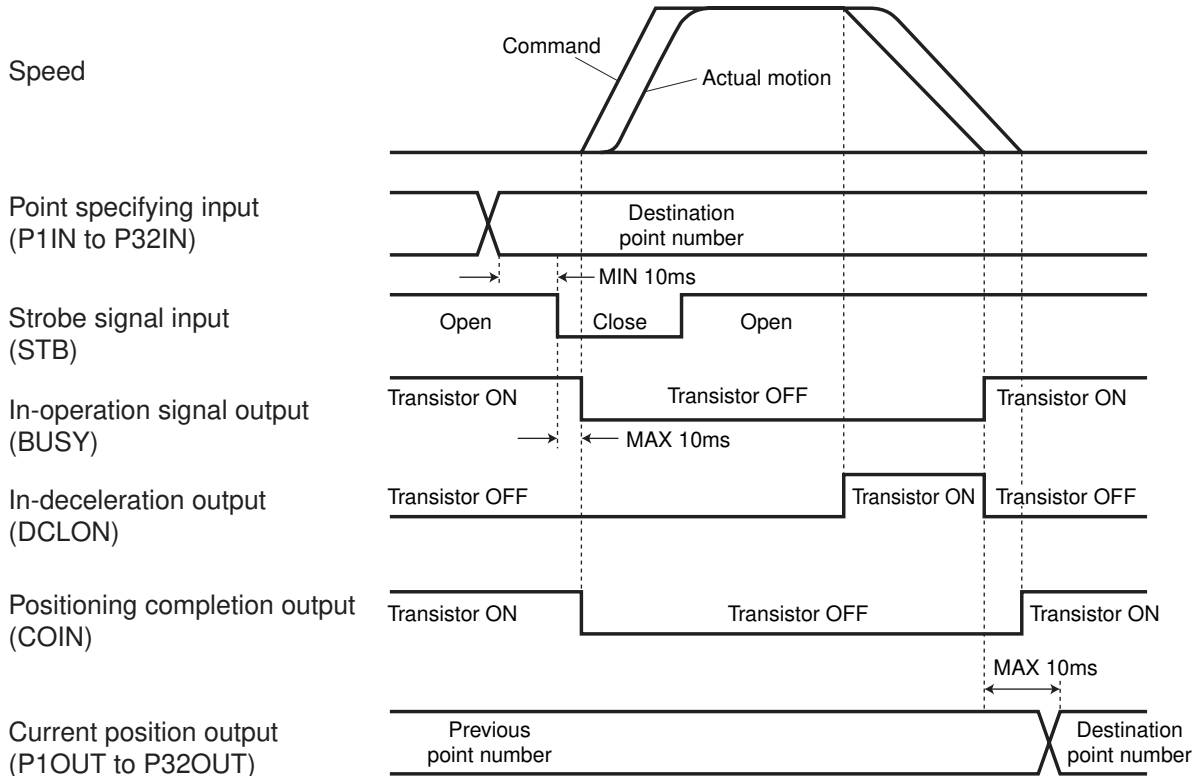 Command
Speed
Actual motion
Point specifying input
(P1IN to P32IN)
Destination
point number
MIN 10ms
Strobe signal input
(STB)
Open
Close
Open
In-operation signal output
(BUSY)
Transistor ON
Transistor OFF
Transistor ON
MAX 10ms
In-deceleration output
(DCLON)
Transistor OFF
Transistor ON
Transistor OFF
Positioning completion output
(COIN)
Transistor ON
Transistor OFF
Transistor ON
MAX 10ms
Current position output
(P1OUT to P32OUT)
Previous
point number
Destination
point number